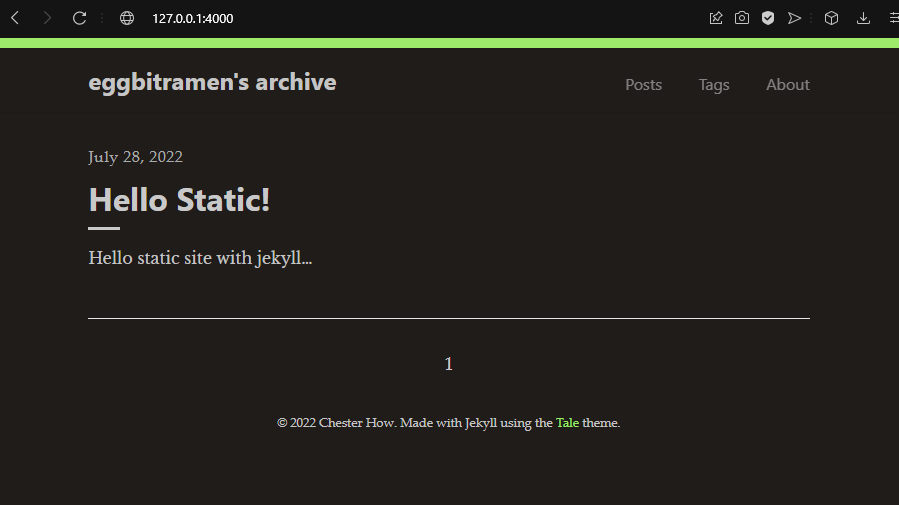 127.0.0.1:4000
eggbitramen's archive
Posts Tags About
July 28, 2022
Hello Static!
Hello static site with jekyll…
1
© 2022 Chester How. Made with Jekyll using the Tale theme.